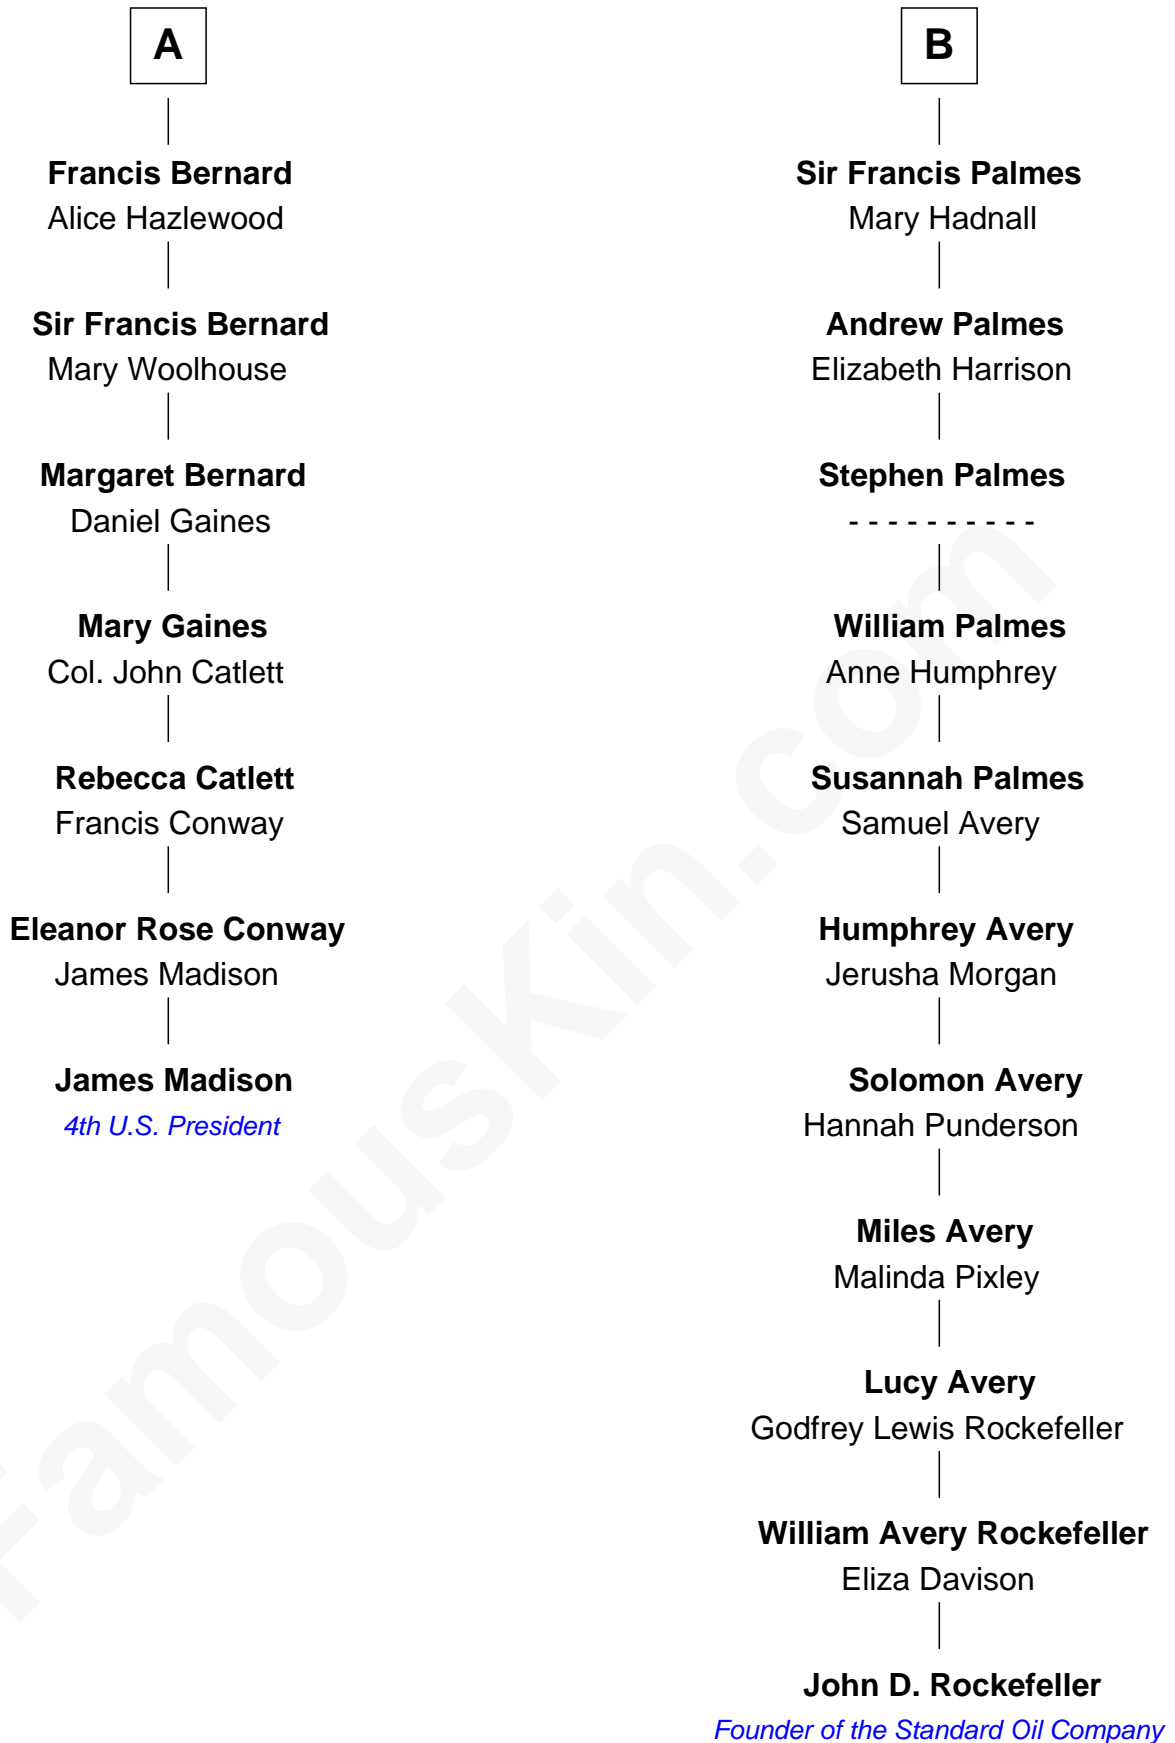 A
Francis Bernard
Alice Hazlewood
Sir Francis Bernard
Mary Woolhouse
Margaret Bernard
Daniel Gaines
Mary Gaines
Col. John Catlett
Rebecca Catlett
Francis Conway
Eleanor Rose Conway
James Madison
James Madison
4th U.S. President
B
Sir Francis Palmes
Mary Hadnall
Andrew Palmes
Elizabeth Harrison
Stephen Palmes
- - - - - - - - - -
William Palmes
Anne Humphrey
Susannah Palmes
Samuel Avery
Humphrey Avery
Jerusha Morgan
Solomon Avery
Hannah Punderson
Miles Avery
Malinda Pixley
Lucy Avery
Godfrey Lewis Rockefeller
William Avery Rockefeller
Eliza Davison
John D. Rockefeller
Founder of the Standard Oil Company
FamousKin.com